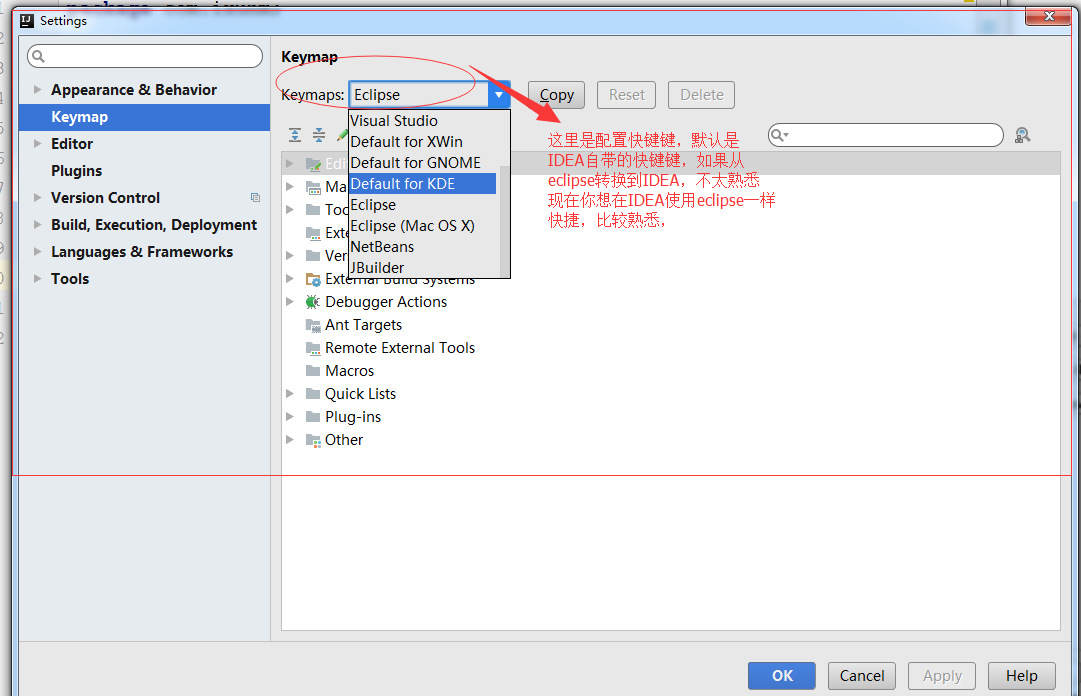 Settings
Keymap
Appearance & Behavior
Keymap
Editor
Plugins
Version Control
Build, Execution, Deployment
Languages & Frameworks
Tools
Keymaps: Eclipse
Copy
Reset
Delete
Visual Studio
Default for XWin
Default for GNOME
Default for KDE
Eclipse
Eclipse (Mac OS X)
NetBeans
JBuilder
这里是配置快键键，默认是
IDEA自带的快键键，如果从
eclipse转换到IDEA，不太熟悉
现在你想在IDEA使用eclipse一样
快捷，比较熟悉，
Edi
Ma
Too
Exte
Ver
External Build Systems
Debugger Actions
Ant Targets
Remote External Tools
Macros
Quick Lists
Plug-ins
Other
OK
Cancel
Apply
Help